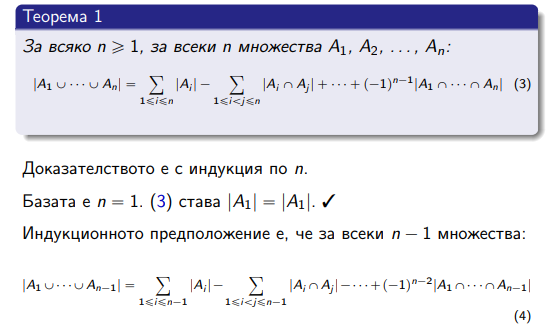 Теорема 1
За всяко n ⩾ 1, за всеки n множества A₁, A₂, . . . , Aₙ:
|A₁ ∪ ··· ∪ Aₙ| = ∑ |Aᵢ| − ∑ |Aᵢ ∩ Aⱼ| + ··· + (−1)ⁿ⁻¹|A₁ ∩ ··· ∩ Aₙ| (3)
1⩽i⩽n 1⩽i<j⩽n
Доказателството е с индукция по n.
Базата е n = 1. (3) става |A₁| = |A₁|. ✓
Индукционното предположение е, че за всеки n − 1 множества:
|A₁ ∪ ··· ∪ Aₙ₋₁| = ∑ |Aᵢ| − ∑ |Aᵢ ∩ Aⱼ| − ··· + (−1)ⁿ⁻²|A₁ ∩ ··· ∩ Aₙ₋₁|
1⩽i⩽n−1 1⩽i<j⩽n−1
(4)